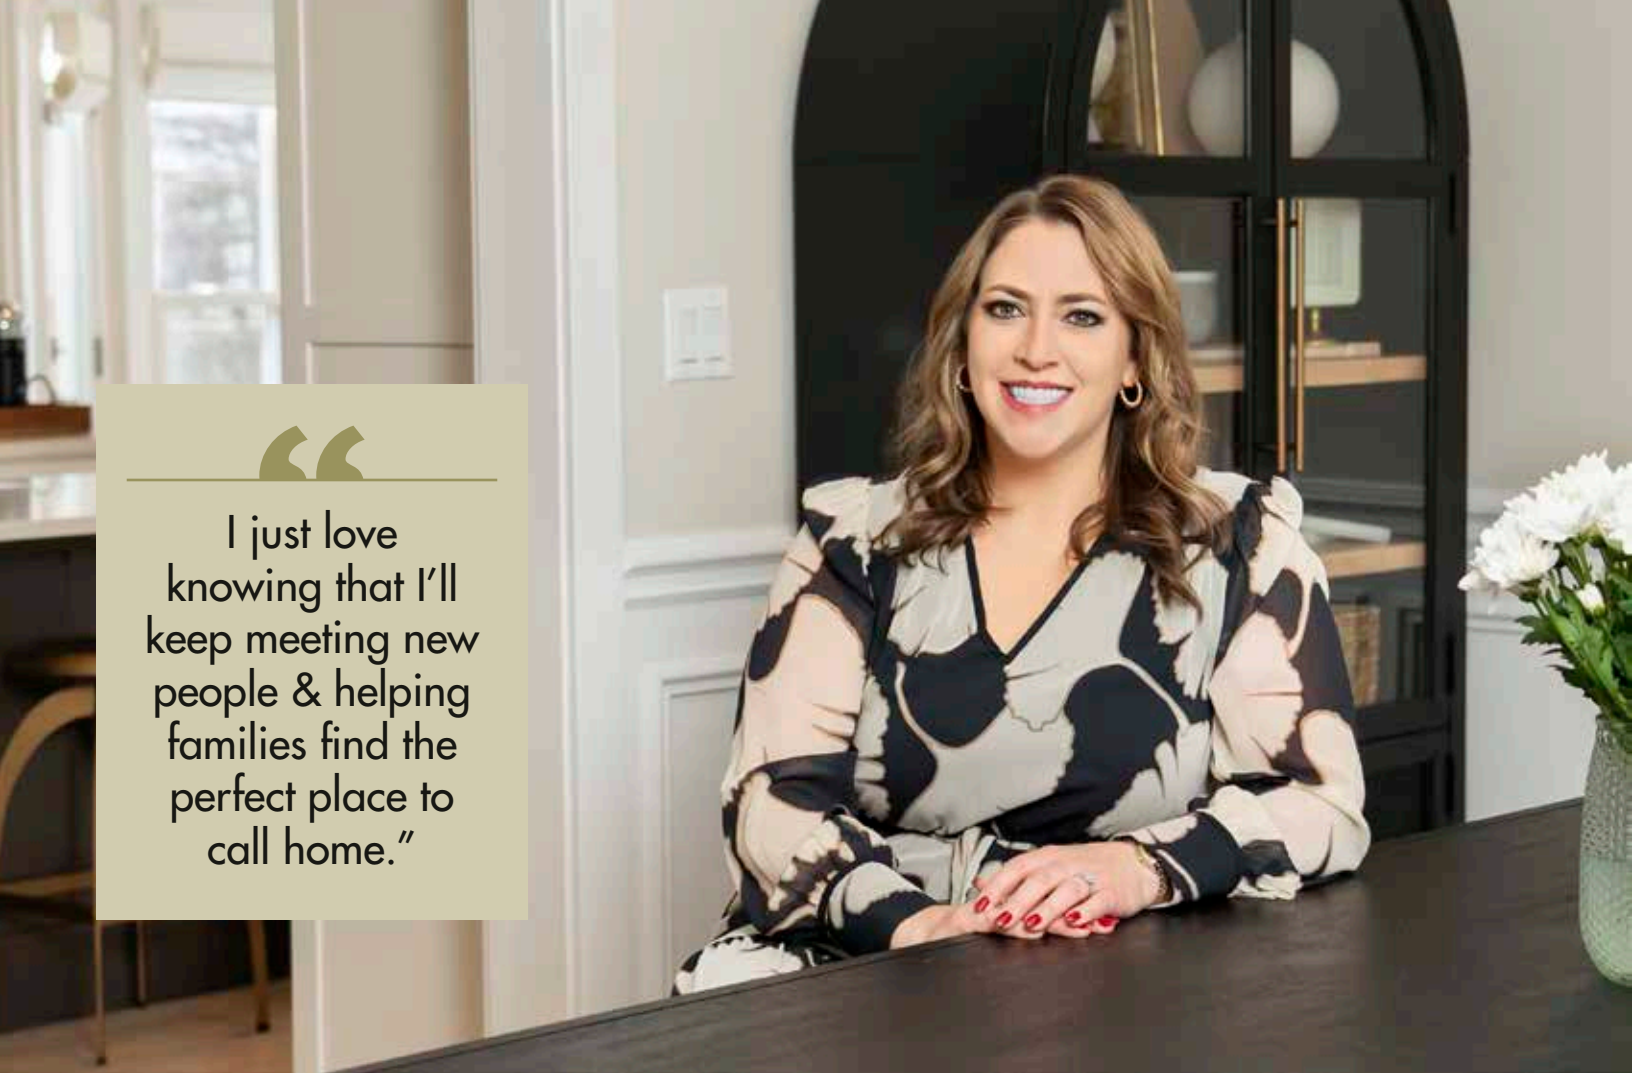 “
I just love
knowing that I’ll
keep meeting new
people & helping
families find the
perfect place to
call home.”